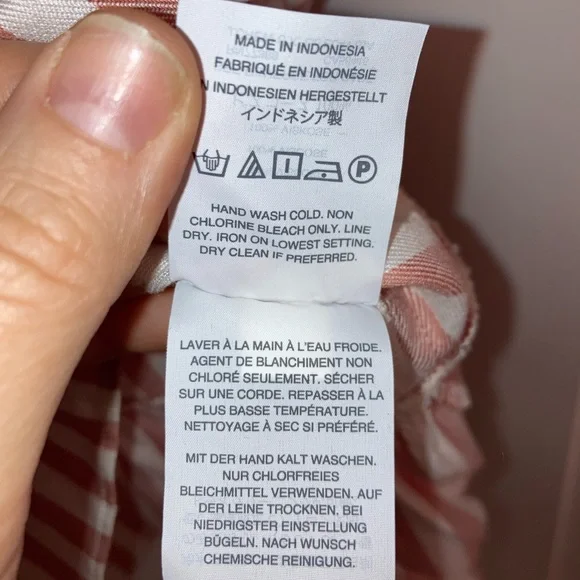 MADE IN INDONESIA
FABRIQUÉ EN INDONÉSIE
N INDONESIEN HERGESTELLT
インドネシア製
P
HAND WASH COLD. NON
CHLORINE BLEACH ONLY. LINE
DRY. IRON ON LOWEST SETTING.
DRY CLEAN IF PREFERRED.
LAVER À LA MAIN À L'EAU FROIDE.
AGENT DE BLANCHIMENT NON
CHLORÉ SEULEMENT. SÉCHER
SUR UNE CORDE. REPASSER À LA
PLUS BASSE TEMPÉRATURE.
NETTOYAGE À SEC SI PRÉFÉRÉ.
MIT DER HAND KALT WASCHEN.
NUR CHLORFREIES
BLEICHMITTEL VERWENDEN. AUF
DER LEINE TROCKNEN. BEI
NIEDRIGSTER EINSTELLUNG
BÜGELN. NACH WUNSCH
CHEMISCHE REINIGUNG.